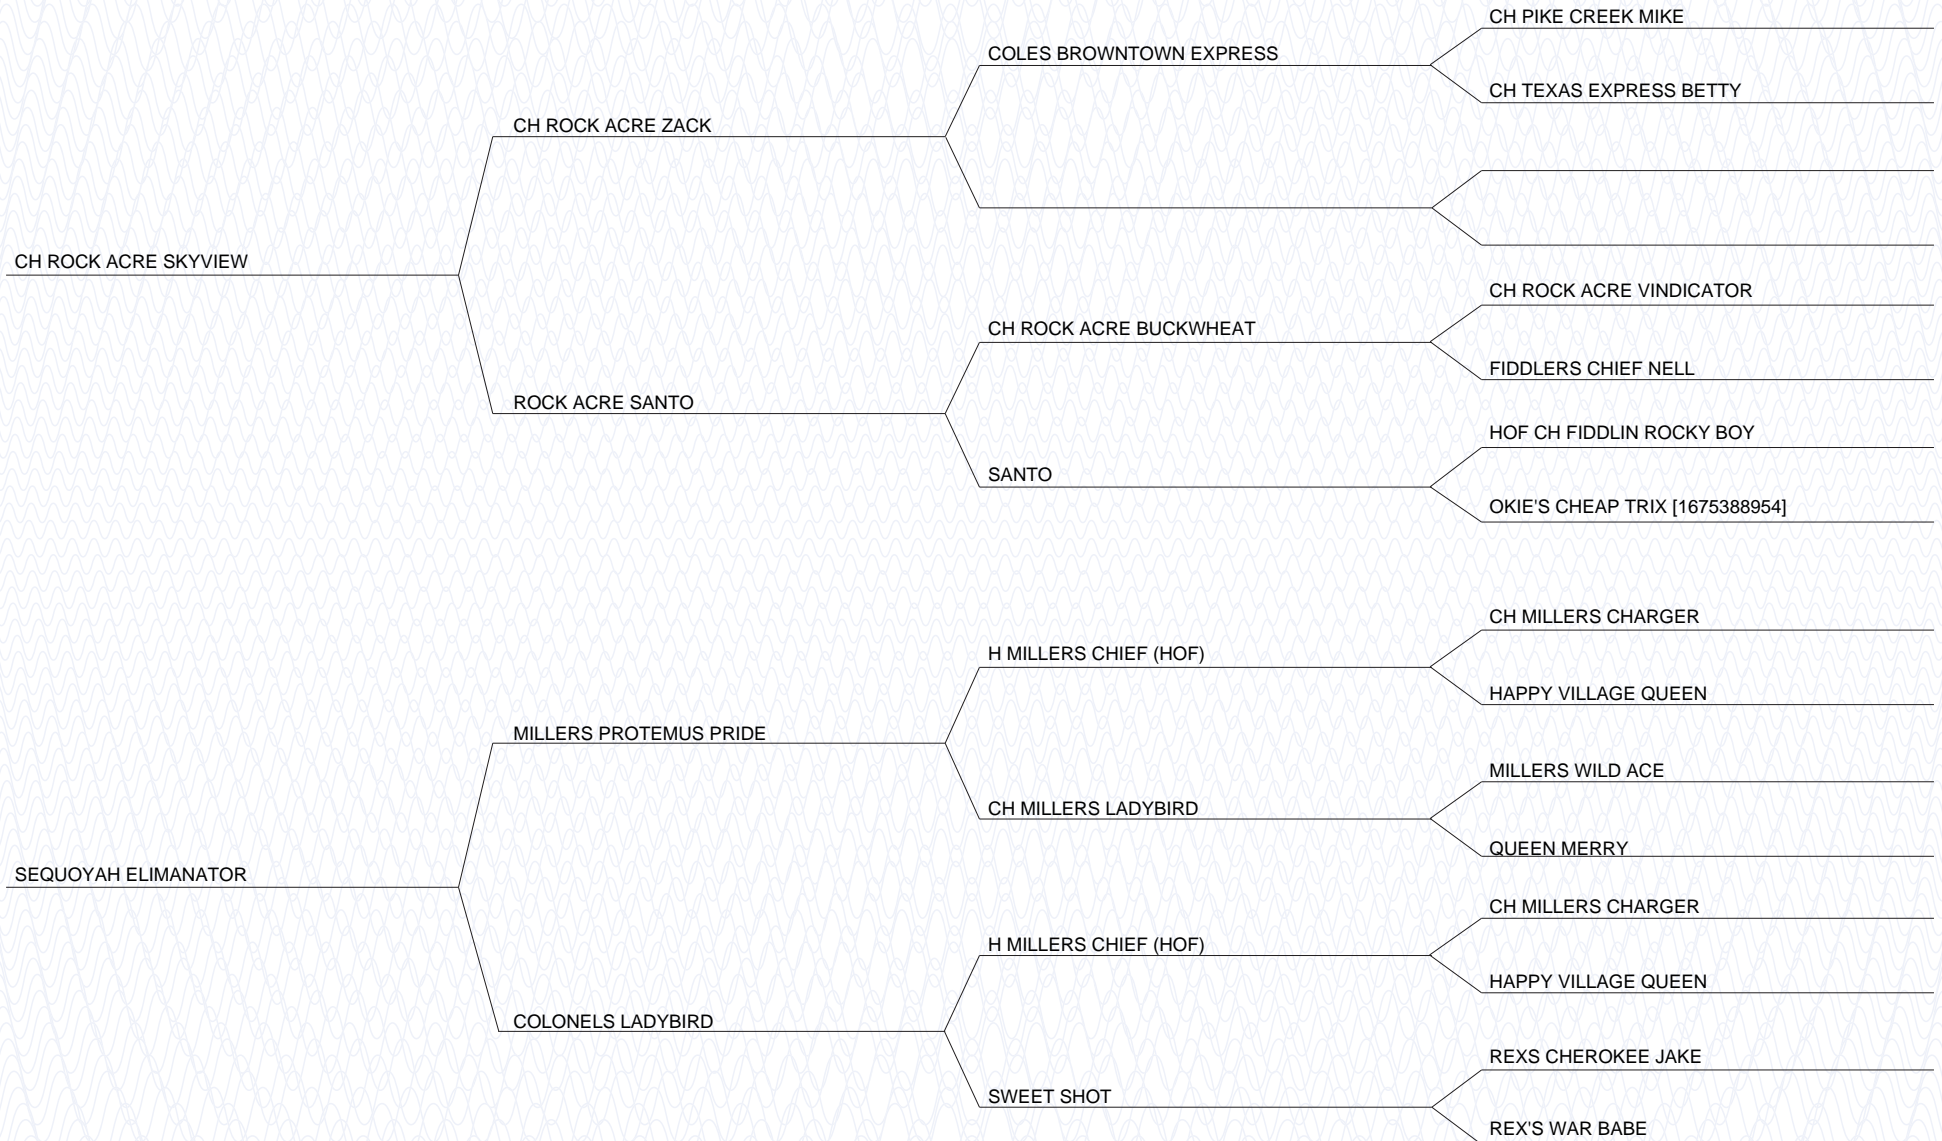 CH PIKE CREEK MIKE
COLES BROWNTOWN EXPRESS
CH TEXAS EXPRESS BETTY
CH ROCK ACRE ZACK
CH ROCK ACRE SKYVIEW
CH ROCK ACRE VINDICATOR
CH ROCK ACRE BUCKWHEAT
FIDDLERS CHIEF NELL
ROCK ACRE SANTO
HOF CH FIDDLIN ROCKY BOY
SANTO
OKIE'S CHEAP TRIX [1675388954]
CH MILLERS CHARGER
H MILLERS CHIEF (HOF)
HAPPY VILLAGE QUEEN
MILLERS PROTEMUS PRIDE
MILLERS WILD ACE
CH MILLERS LADYBIRD
QUEEN MERRY
SEQUOYAH ELIMANATOR
CH MILLERS CHARGER
H MILLERS CHIEF (HOF)
HAPPY VILLAGE QUEEN
COLONELS LADYBIRD
REXS CHEROKEE JAKE
SWEET SHOT
REX'S WAR BABE